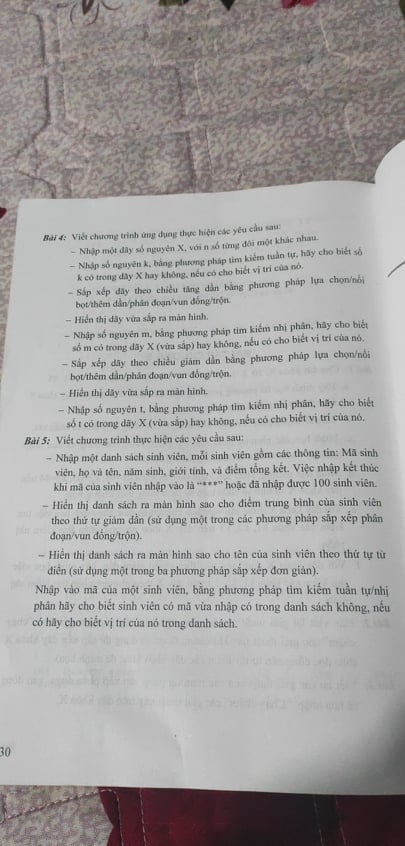 Bài 4: Viết chương trình ứng dụng thực hiện các yêu cầu sau:
– Nhập một dãy số nguyên X, với n số từng đôi một khác nhau.
– Nhập số nguyên k, bằng phương pháp tìm kiếm tuần tự, hãy cho biết số
k có trong dãy X hay không, nếu có cho biết vị trí của nó.
– Sắp xếp dãy theo chiều tăng dần bằng phương pháp lựa chọn/nổi
bọt/thêm dần/phân đoạn/vun đống/trộn.
– Hiển thị dãy vừa sắp ra màn hình.
– Nhập số nguyên m, bằng phương pháp tìm kiếm nhị phân, hãy cho biết
số m có trong dãy X (vừa sắp) hay không, nếu có cho biết vị trí của nó.
– Sắp xếp dãy theo chiều giảm dần bằng phương pháp lựa chọn/nổi
bọt/thêm dần/phân đoạn/vun đống/trộn.
– Hiển thị dãy vừa sắp ra màn hình.
– Nhập số nguyên t, bằng phương pháp tìm kiếm nhị phân, hãy cho biết
số t có trong dãy X (vừa sắp) hay không, nếu có cho biết vị trí của nó.
Bài 5: Viết chương trình thực hiện các yêu cầu sau:
– Nhập một danh sách sinh viên, mỗi sinh viên gồm các thông tin: Mã sinh
viên, họ và tên, năm sinh, giới tính, và điểm tổng kết. Việc nhập kết thúc
khi mã của sinh viên nhập vào là “***” hoặc đã nhập được 100 sinh viên.
– Hiển thị danh sách ra màn hình sao cho điểm trung bình của sinh viên
theo thứ tự giảm dần (sử dụng một trong các phương pháp sắp xếp phân
đoạn/vun đống/trộn).
– Hiển thị danh sách ra màn hình sao cho tên của sinh viên theo thứ tự từ
điển (sử dụng một trong ba phương pháp sắp xếp đơn giản).
Nhập vào mã của một sinh viên, bằng phương pháp tìm kiếm tuần tự/nhị
phân hãy cho biết sinh viên có mã vừa nhập có trong danh sách không, nếu
có hãy cho biết vị trí của nó trong danh sách.
30